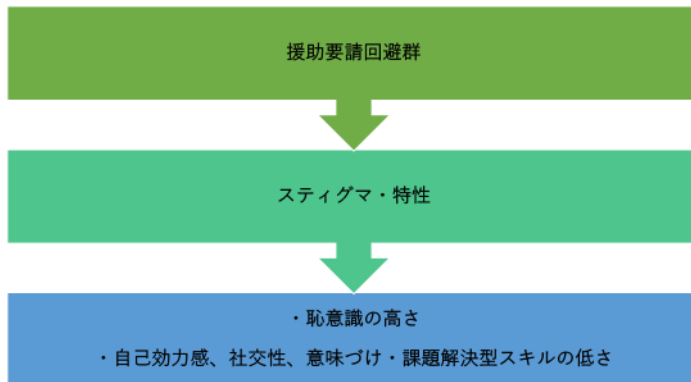 援助要請回避群
スティグマ・特性
・恥意識の高さ
・自己効力感、社交性、意味づけ・課題解決型スキルの低さ